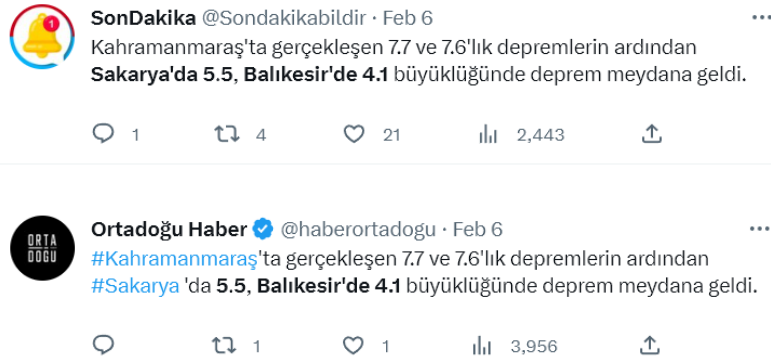 SonDakika @Sondakikabildir · Feb 6
Kahramanmaraş'ta gerçekleşen 7.7 ve 7.6'lık depremlerin ardından
Sakarya'da 5.5, Balıkesir'de 4.1 büyüklüğünde deprem meydana geldi.
1 4 21 2,443
ORTA
DOĞU
Ortadoğu Haber @haberortadogu · Feb 6
#Kahramanmaraş'ta gerçekleşen 7.7 ve 7.6'lık depremlerin ardından
#Sakarya 'da 5.5, Balıkesir'de 4.1 büyüklüğünde deprem meydana geldi.
1 1 3,956